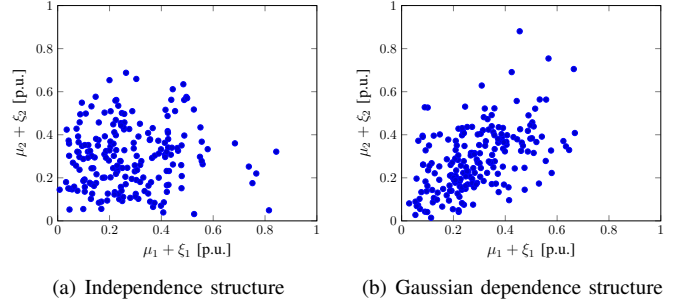 1
0.8
0.6
0.4
0.2
0
0 0.2 0.4 0.6 0.8 1
μ₂ + ξ₂ [p.u.]
μ₁ + ξ₁ [p.u.]
(a) Independence structure
1
0.8
0.6
0.4
0.2
0
0 0.2 0.4 0.6 0.8 1
μ₂ + ξ₂ [p.u.]
μ₁ + ξ₁ [p.u.]
(b) Gaussian dependence structure